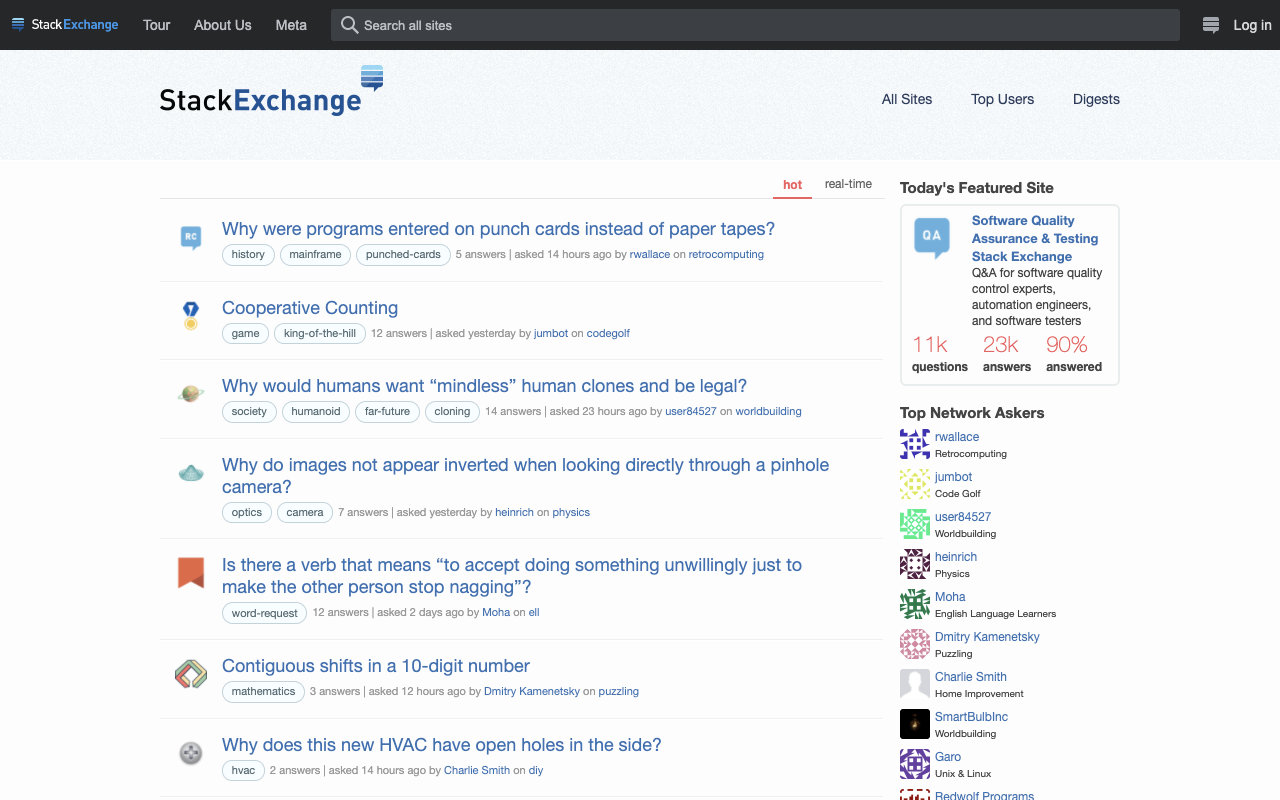 StackExchange Tour About Us Meta Search all sites Log in
StackExchange
All Sites Top Users Digests
hot real-time
RC
Why were programs entered on punch cards instead of paper tapes?
history mainframe punched-cards 5 answers | asked 14 hours ago by rwallace on retrocomputing
Cooperative Counting
game king-of-the-hill 12 answers | asked yesterday by jumbot on codegolf
Why would humans want “mindless” human clones and be legal?
society humanoid far-future cloning 14 answers | asked 23 hours ago by user84527 on worldbuilding
Why do images not appear inverted when looking directly through a pinhole
camera?
optics camera 7 answers | asked yesterday by heinrich on physics
Is there a verb that means “to accept doing something unwillingly just to
make the other person stop nagging”?
word-request 12 answers | asked 2 days ago by Moha on ell
Contiguous shifts in a 10-digit number
mathematics 3 answers | asked 12 hours ago by Dmitry Kamenetsky on puzzling
Why does this new HVAC have open holes in the side?
hvac 2 answers | asked 14 hours ago by Charlie Smith on diy
Today's Featured Site
QA
Software Quality
Assurance & Testing
Stack Exchange
Q&A for software quality
control experts,
automation engineers,
and software testers
11k 23k 90%
questions answers answered
Top Network Askers
rwallace
Retrocomputing
jumbot
Code Golf
user84527
Worldbuilding
heinrich
Physics
Moha
English Language Learners
Dmitry Kamenetsky
Puzzling
Charlie Smith
Home Improvement
SmartBulbInc
Worldbuilding
Garo
Unix & Linux
Redwolf Programs